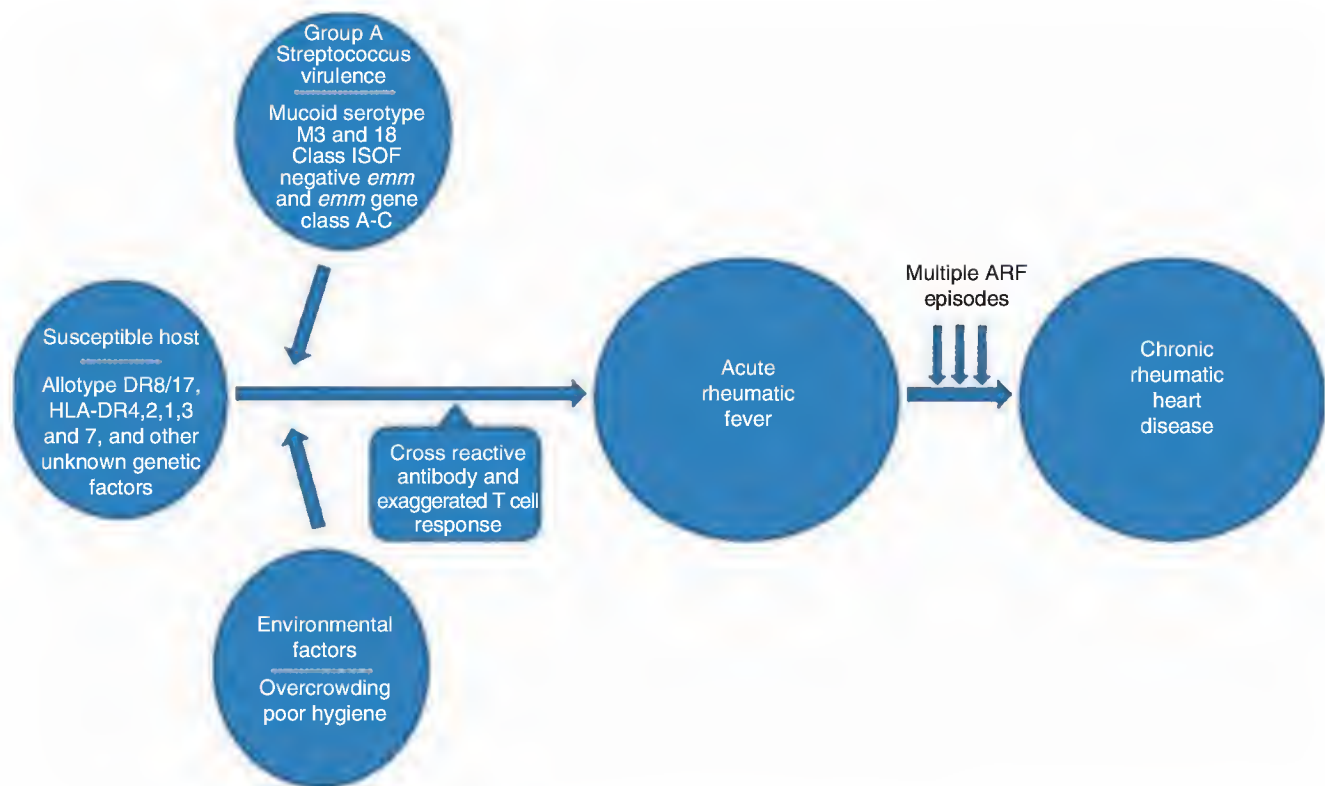 Group A
Streptococcus
virulence
Mucoid serotype
M3 and 18
Class ISOF
negative emm
and emm gene
class A-C
Susceptible host
Allotype DR8/17,
HLA-DR4,2,1,3
and 7, and other
unknown genetic
factors
Cross reactive
antibody and
exaggerated T cell
response
Environmental
factors
Overcrowding
poor hygiene
Acute
rheumatic
fever
Multiple ARF
episodes
Chronic
rheumatic
heart
disease